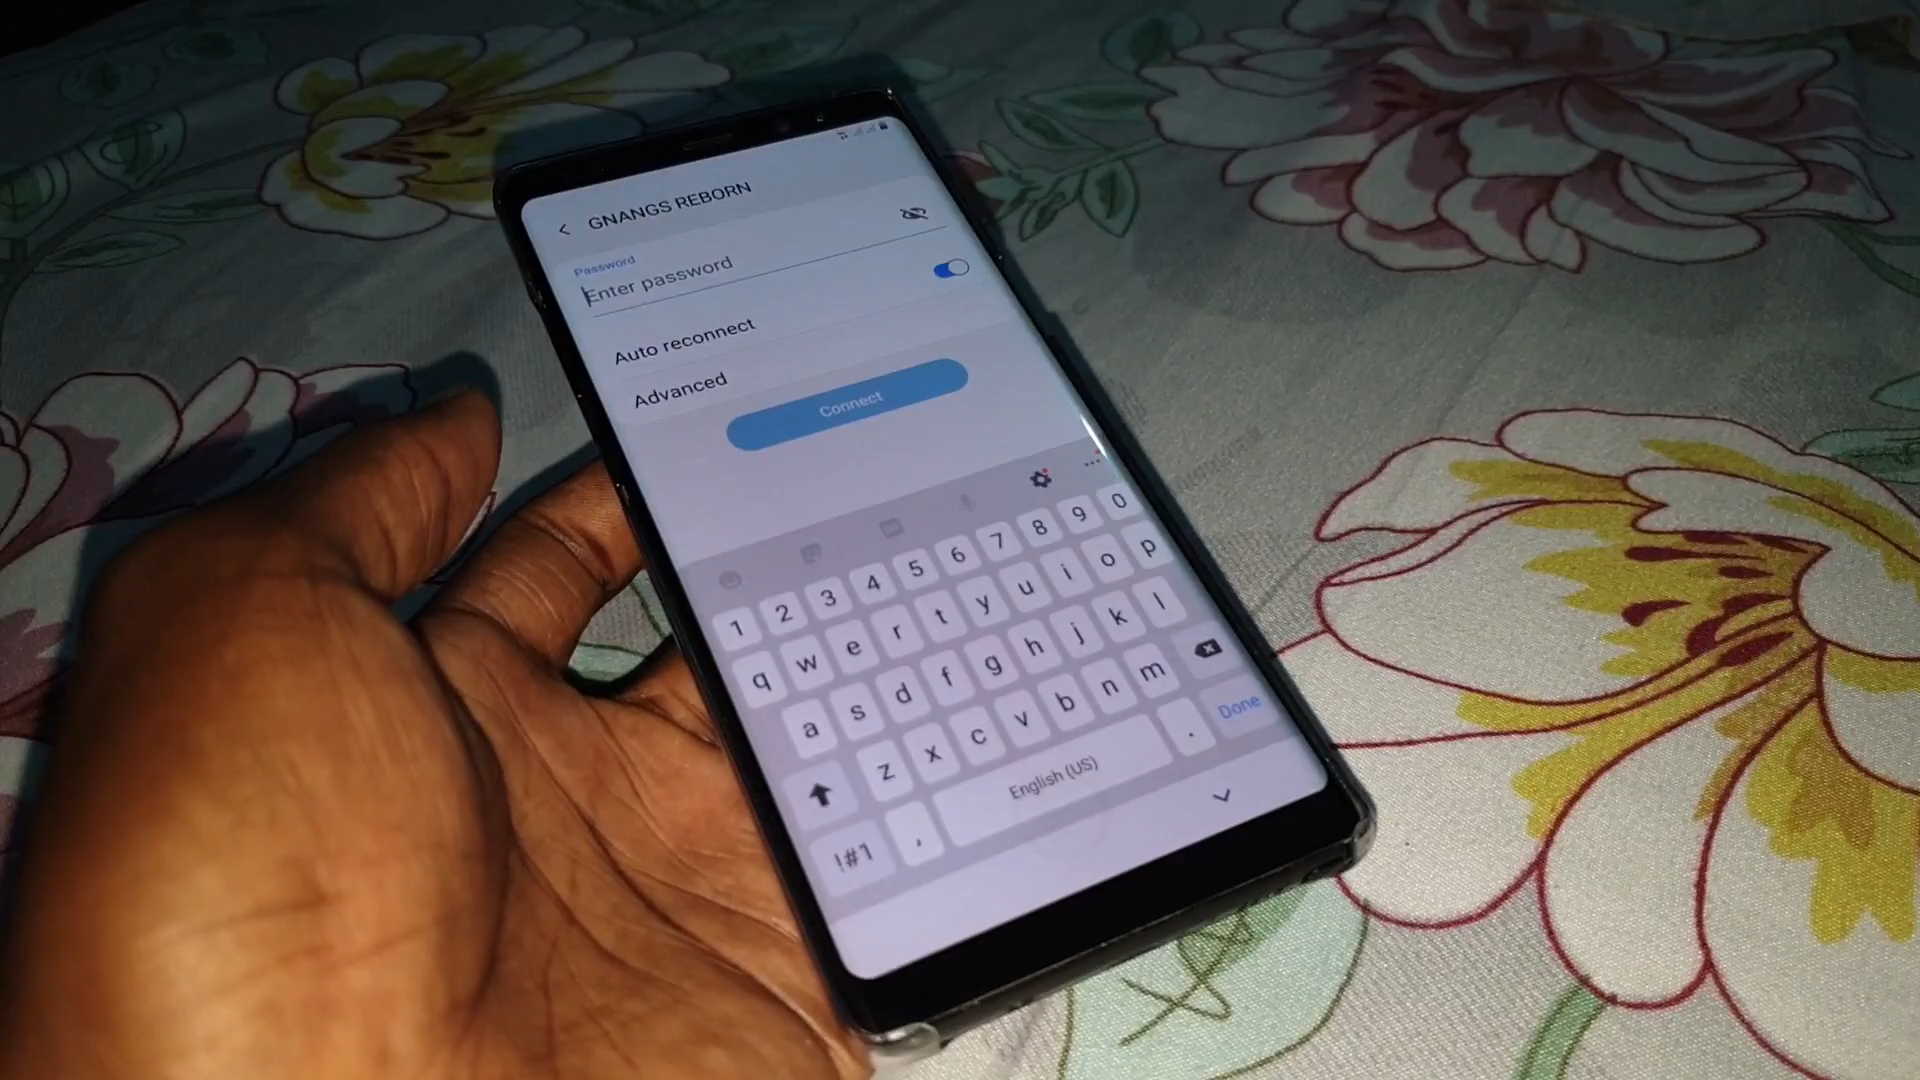 GNANGS REBORN
Password
Enter password
Auto reconnect
Advanced
Connect
1 2 3 4 5 6 7 8 9 0
q w e r t y u i o p
a s d f g h j k l
z x c v b n m
!#1 , English (US) . Done